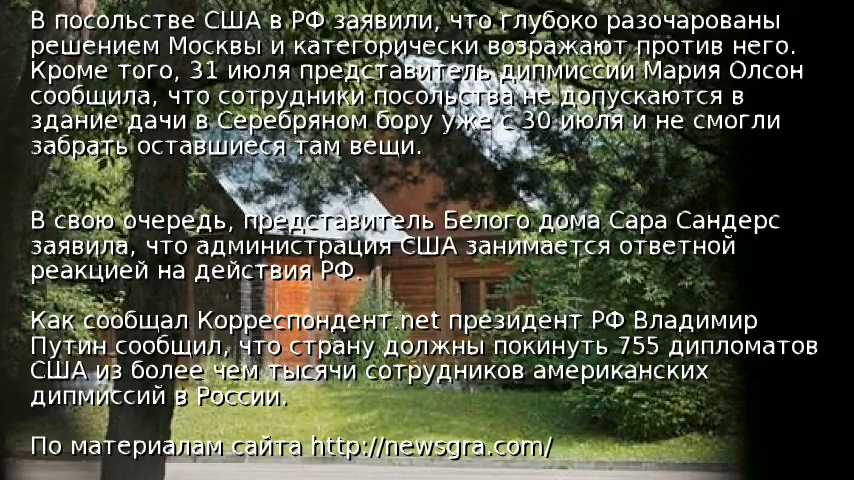 В посольстве США в РФ заявили, что глубоко разочарованы
решением Москвы и категорически возражают против него.
Кроме того, 31 июля представитель дипмиссии Мария Олсон
сообщила, что сотрудники посольства не допускаются в
здание дачи в Серебряном бору уже с 30 июля и не смогли
забрать оставшиеся там вещи.
В свою очередь, представитель Белого дома Сара Сандерс
заявила, что администрация США занимается ответной
реакцией на действия РФ.
Как сообщал Корреспондент.net президент РФ Владимир
Путин сообщил, что страну должны покинуть 755 дипломатов
США из более чем тысячи сотрудников американских
дипмиссий в России.
По материалам сайта http://newsgra.com/